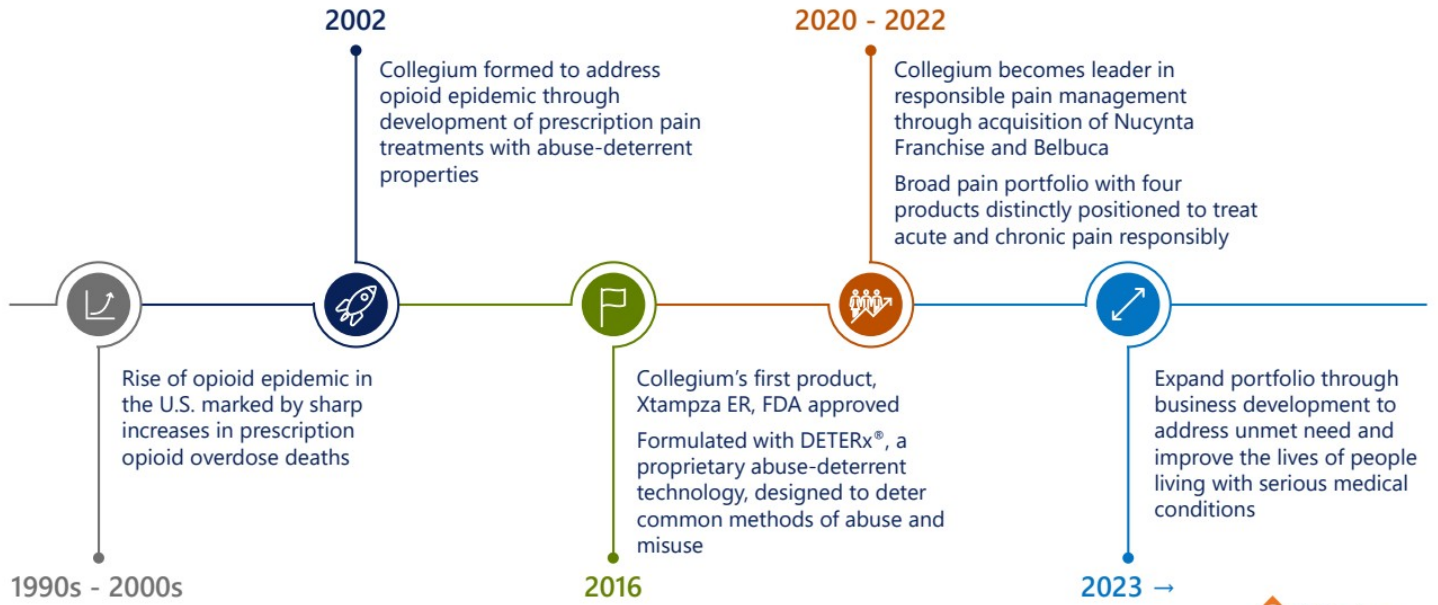 2002
Collegium formed to address
opioid epidemic through
development of prescription pain
treatments with abuse-deterrent
properties
2020 - 2022
Collegium becomes leader in
responsible pain management
through acquisition of Nucynta
Franchise and Belbuca
Broad pain portfolio with four
products distinctly positioned to treat
acute and chronic pain responsibly
Rise of opioid epidemic in
the U.S. marked by sharp
increases in prescription
opioid overdose deaths
1990s - 2000s
Collegium’s first product,
Xtampza ER, FDA approved
Formulated with DETERx®, a
proprietary abuse-deterrent
technology, designed to deter
common methods of abuse and
misuse
2016
Expand portfolio through
business development to
address unmet need and
improve the lives of people
living with serious medical
conditions
2023 →